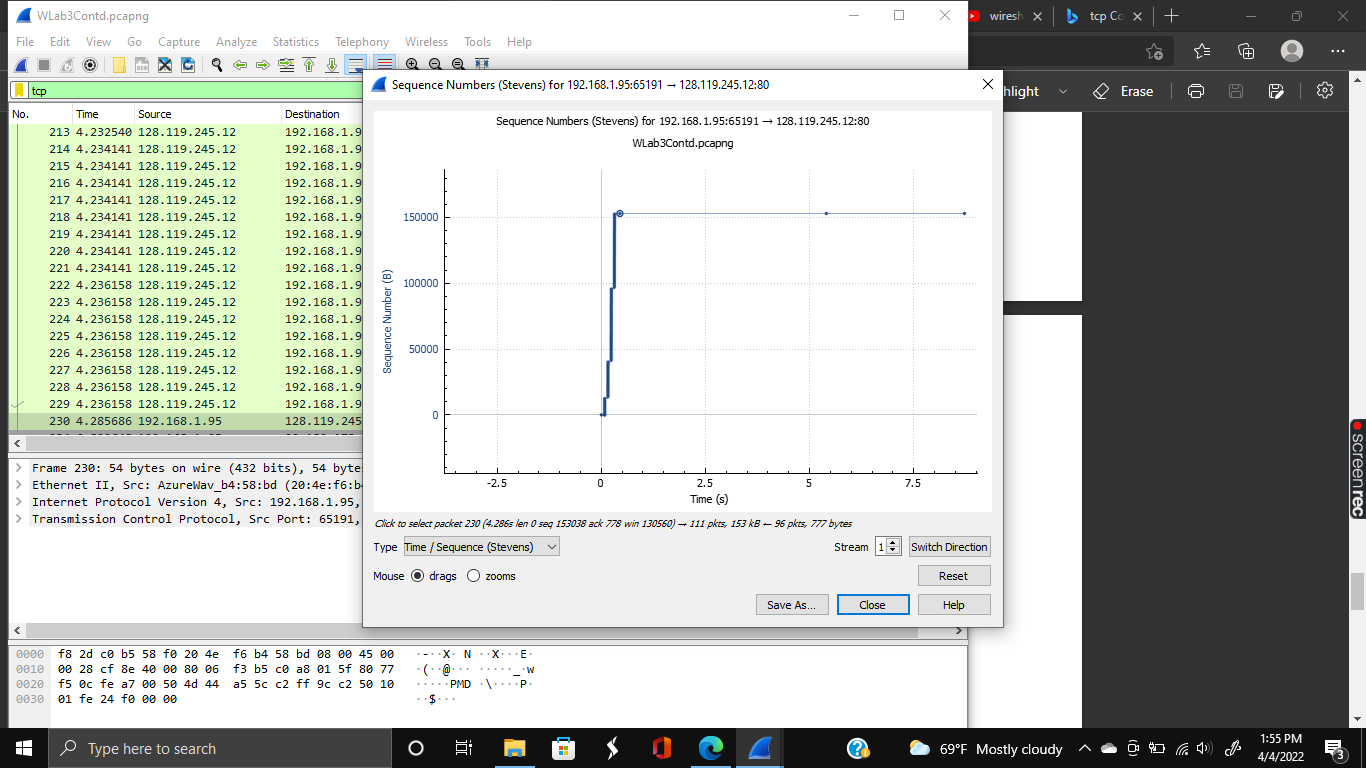 WLab3Contd.pcapng
wiresh
tcp Co
File Edit View Go Capture Analyze Statistics Telephony Wireless Tools Help
tcp
hlight
Erase
No. Time Source Destination
213 4.232540 128.119.245.12 192.168.1.9
214 4.234141 128.119.245.12 192.168.1.9
215 4.234141 128.119.245.12 192.168.1.9
216 4.234141 128.119.245.12 192.168.1.9
217 4.234141 128.119.245.12 192.168.1.9
218 4.234141 128.119.245.12 192.168.1.9
219 4.234141 128.119.245.12 192.168.1.9
220 4.234141 128.119.245.12 192.168.1.9
221 4.234141 128.119.245.12 192.168.1.9
222 4.236158 128.119.245.12 192.168.1.9
223 4.236158 128.119.245.12 192.168.1.9
224 4.236158 128.119.245.12 192.168.1.9
225 4.236158 128.119.245.12 192.168.1.9
226 4.236158 128.119.245.12 192.168.1.9
227 4.236158 128.119.245.12 192.168.1.9
228 4.236158 128.119.245.12 192.168.1.9
229 4.236158 128.119.245.12 192.168.1.9
230 4.285686 192.168.1.95 128.119.245
Frame 230: 54 bytes on wire (432 bits), 54 byte
Ethernet II, Src: AzureWav_b4:58:bd (20:4e:f6:b4
Internet Protocol Version 4, Src: 192.168.1.95,
Transmission Control Protocol, Src Port: 65191,
0000 f8 2d c0 b5 58 f0 20 4e f6 b4 58 bd 08 00 45 00 ·-··X· N ··X···E·
0010 00 28 cf 8e 40 00 80 06 f3 b5 c0 a8 01 5f 80 77 ·(··@··· ·····_·w
0020 f5 0c fe a7 00 50 4d 44 a5 5c c2 ff 9c c2 50 10 ·····PMD ·\····P·
0030 01 fe 24 f0 00 00 ··$···
Sequence Numbers (Stevens) for 192.168.1.95:65191 → 128.119.245.12:80
Sequence Numbers (Stevens) for 192.168.1.95:65191 → 128.119.245.12:80
WLab3Contd.pcapng
Sequence Number (B)
150000
100000
50000
0
-2.5 0 2.5 5 7.5
Time (s)
Click to select packet 230 (4.286s len 0 seq 153038 ack 778 win 130560) → 111 pkts, 153 kB ← 96 pkts, 777 bytes
Type Time / Sequence (Stevens) Stream 1 Switch Direction
Mouse drags zooms Reset
Save As... Close Help
screenrec
Type here to search
69°F Mostly cloudy
1:55 PM
4/4/2022
3